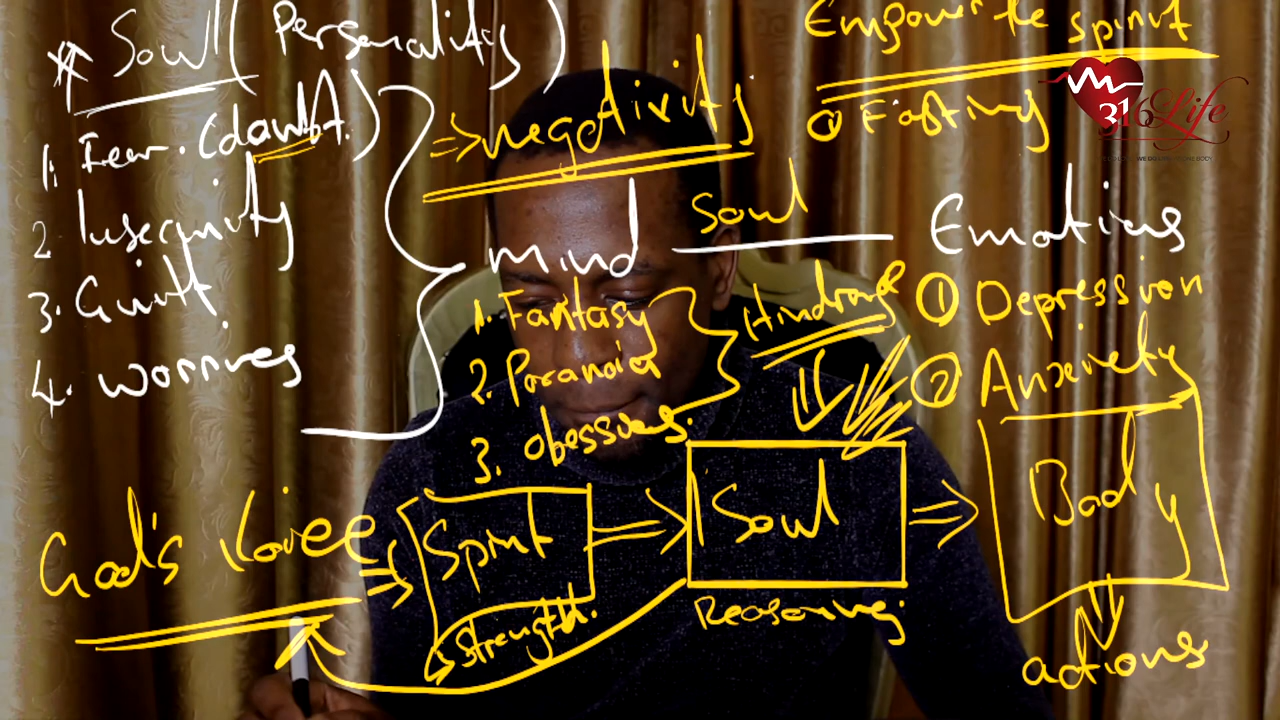 * Soul (Personality)
1. Fear. (doubt.)
2 Insecurity
3. Guilt
4. Worries
=> negativity
mind
Soul
1. Fantasy
2. Paranoia
3. obessions.
Hindrance
Empower the spirit
① Fasting
316 Life
Emotions
① Depression
② Anxiety
God's Voice
Spirit
strength.
Soul
Reasoning
Body
actions